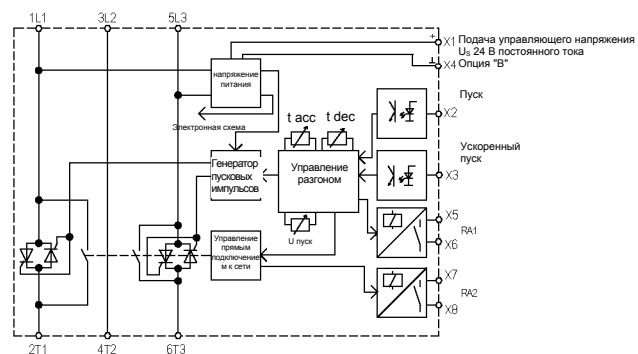 1L1 3L2 5L3
+ X1 Подача управляющего напряжения
Us 24 В постоянного тока
X4 Опция "В"
напряжение
питания
Электронная схема
t acc t dec
Пуск
X2
Генератор
пусковых
импульсов
Управление
разгоном
Ускоренный
пуск
X3
U пуск
X5
RA1
X6
Управление
прямым
подключение
м к сети
X7
RA2
X8
2T1 4T2 6T3